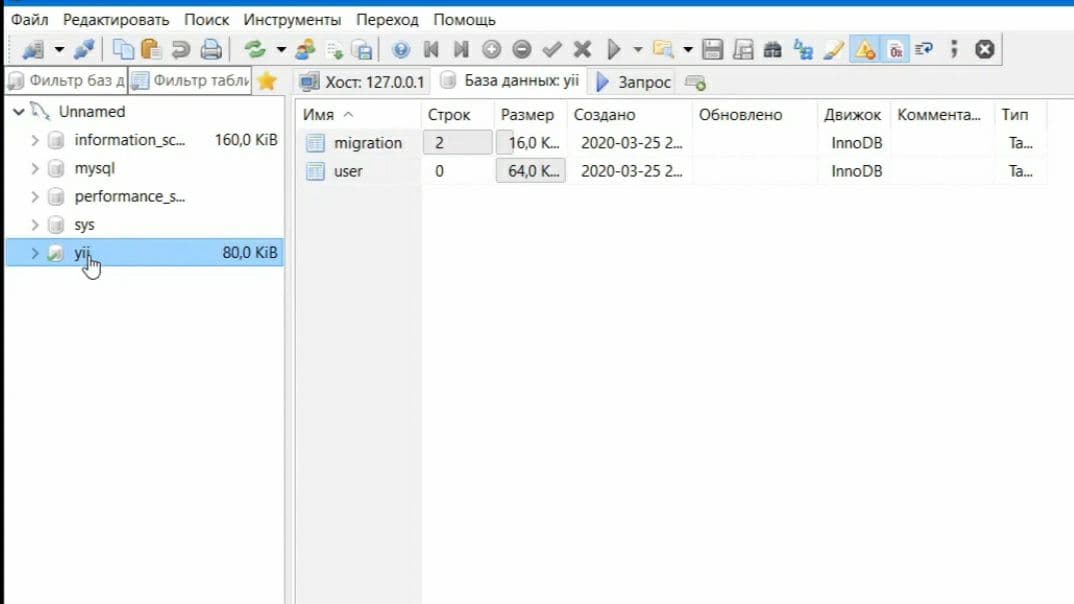 Файл Редактировать Поиск Инструменты Переход Помощь
Фильтр баз д Фильтр табли Хост: 127.0.0.1 База данных: yii Запрос
Unnamed
information_sc... 160,0 KiB
mysql
performance_s...
sys
yii 80,0 KiB
Имя Строк Размер Создано Обновлено Движок Коммента... Тип
migration 2 16,0 K... 2020-03-25 2... InnoDB Ta...
user 0 64,0 K... 2020-03-25 2... InnoDB Ta...